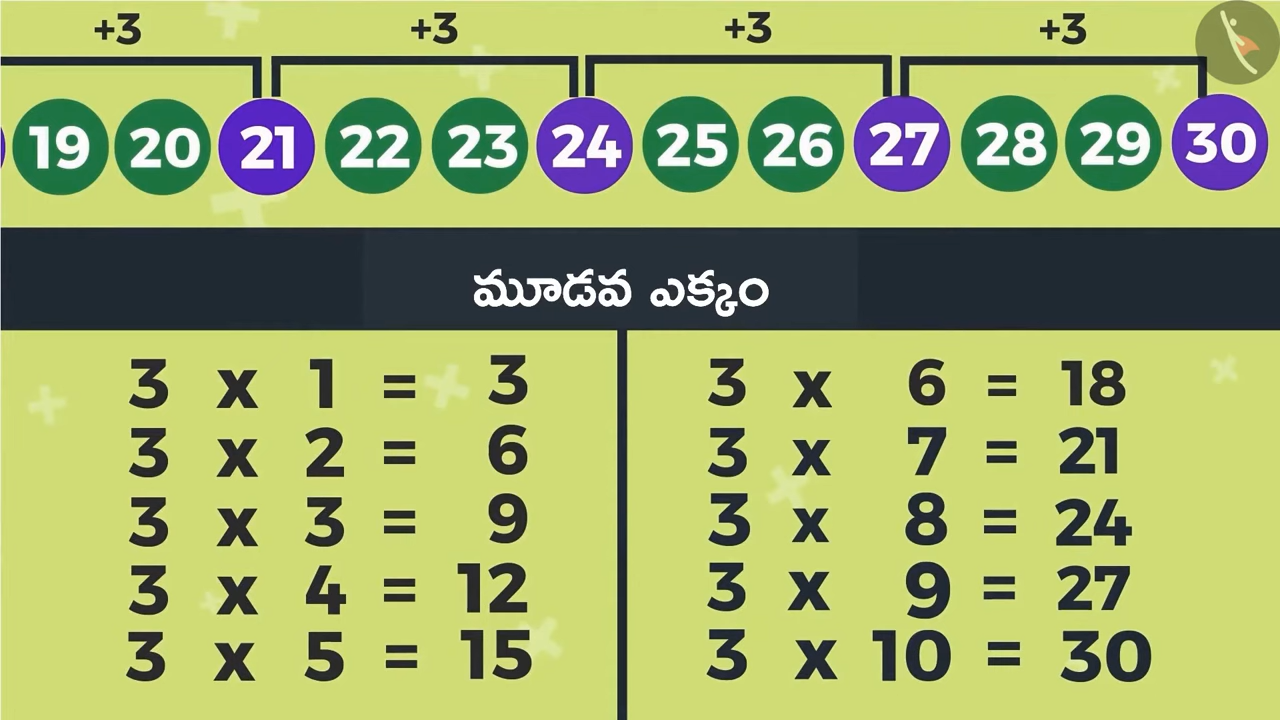 +3 +3 +3 +3
19 20 21 22 23 24 25 26 27 28 29 30
మూడవ ఎక్కం
3 x 1 = 3
3 x 2 = 6
3 x 3 = 9
3 x 4 = 12
3 x 5 = 15
3 x 6 = 18
3 x 7 = 21
3 x 8 = 24
3 x 9 = 27
3 x 10 = 30